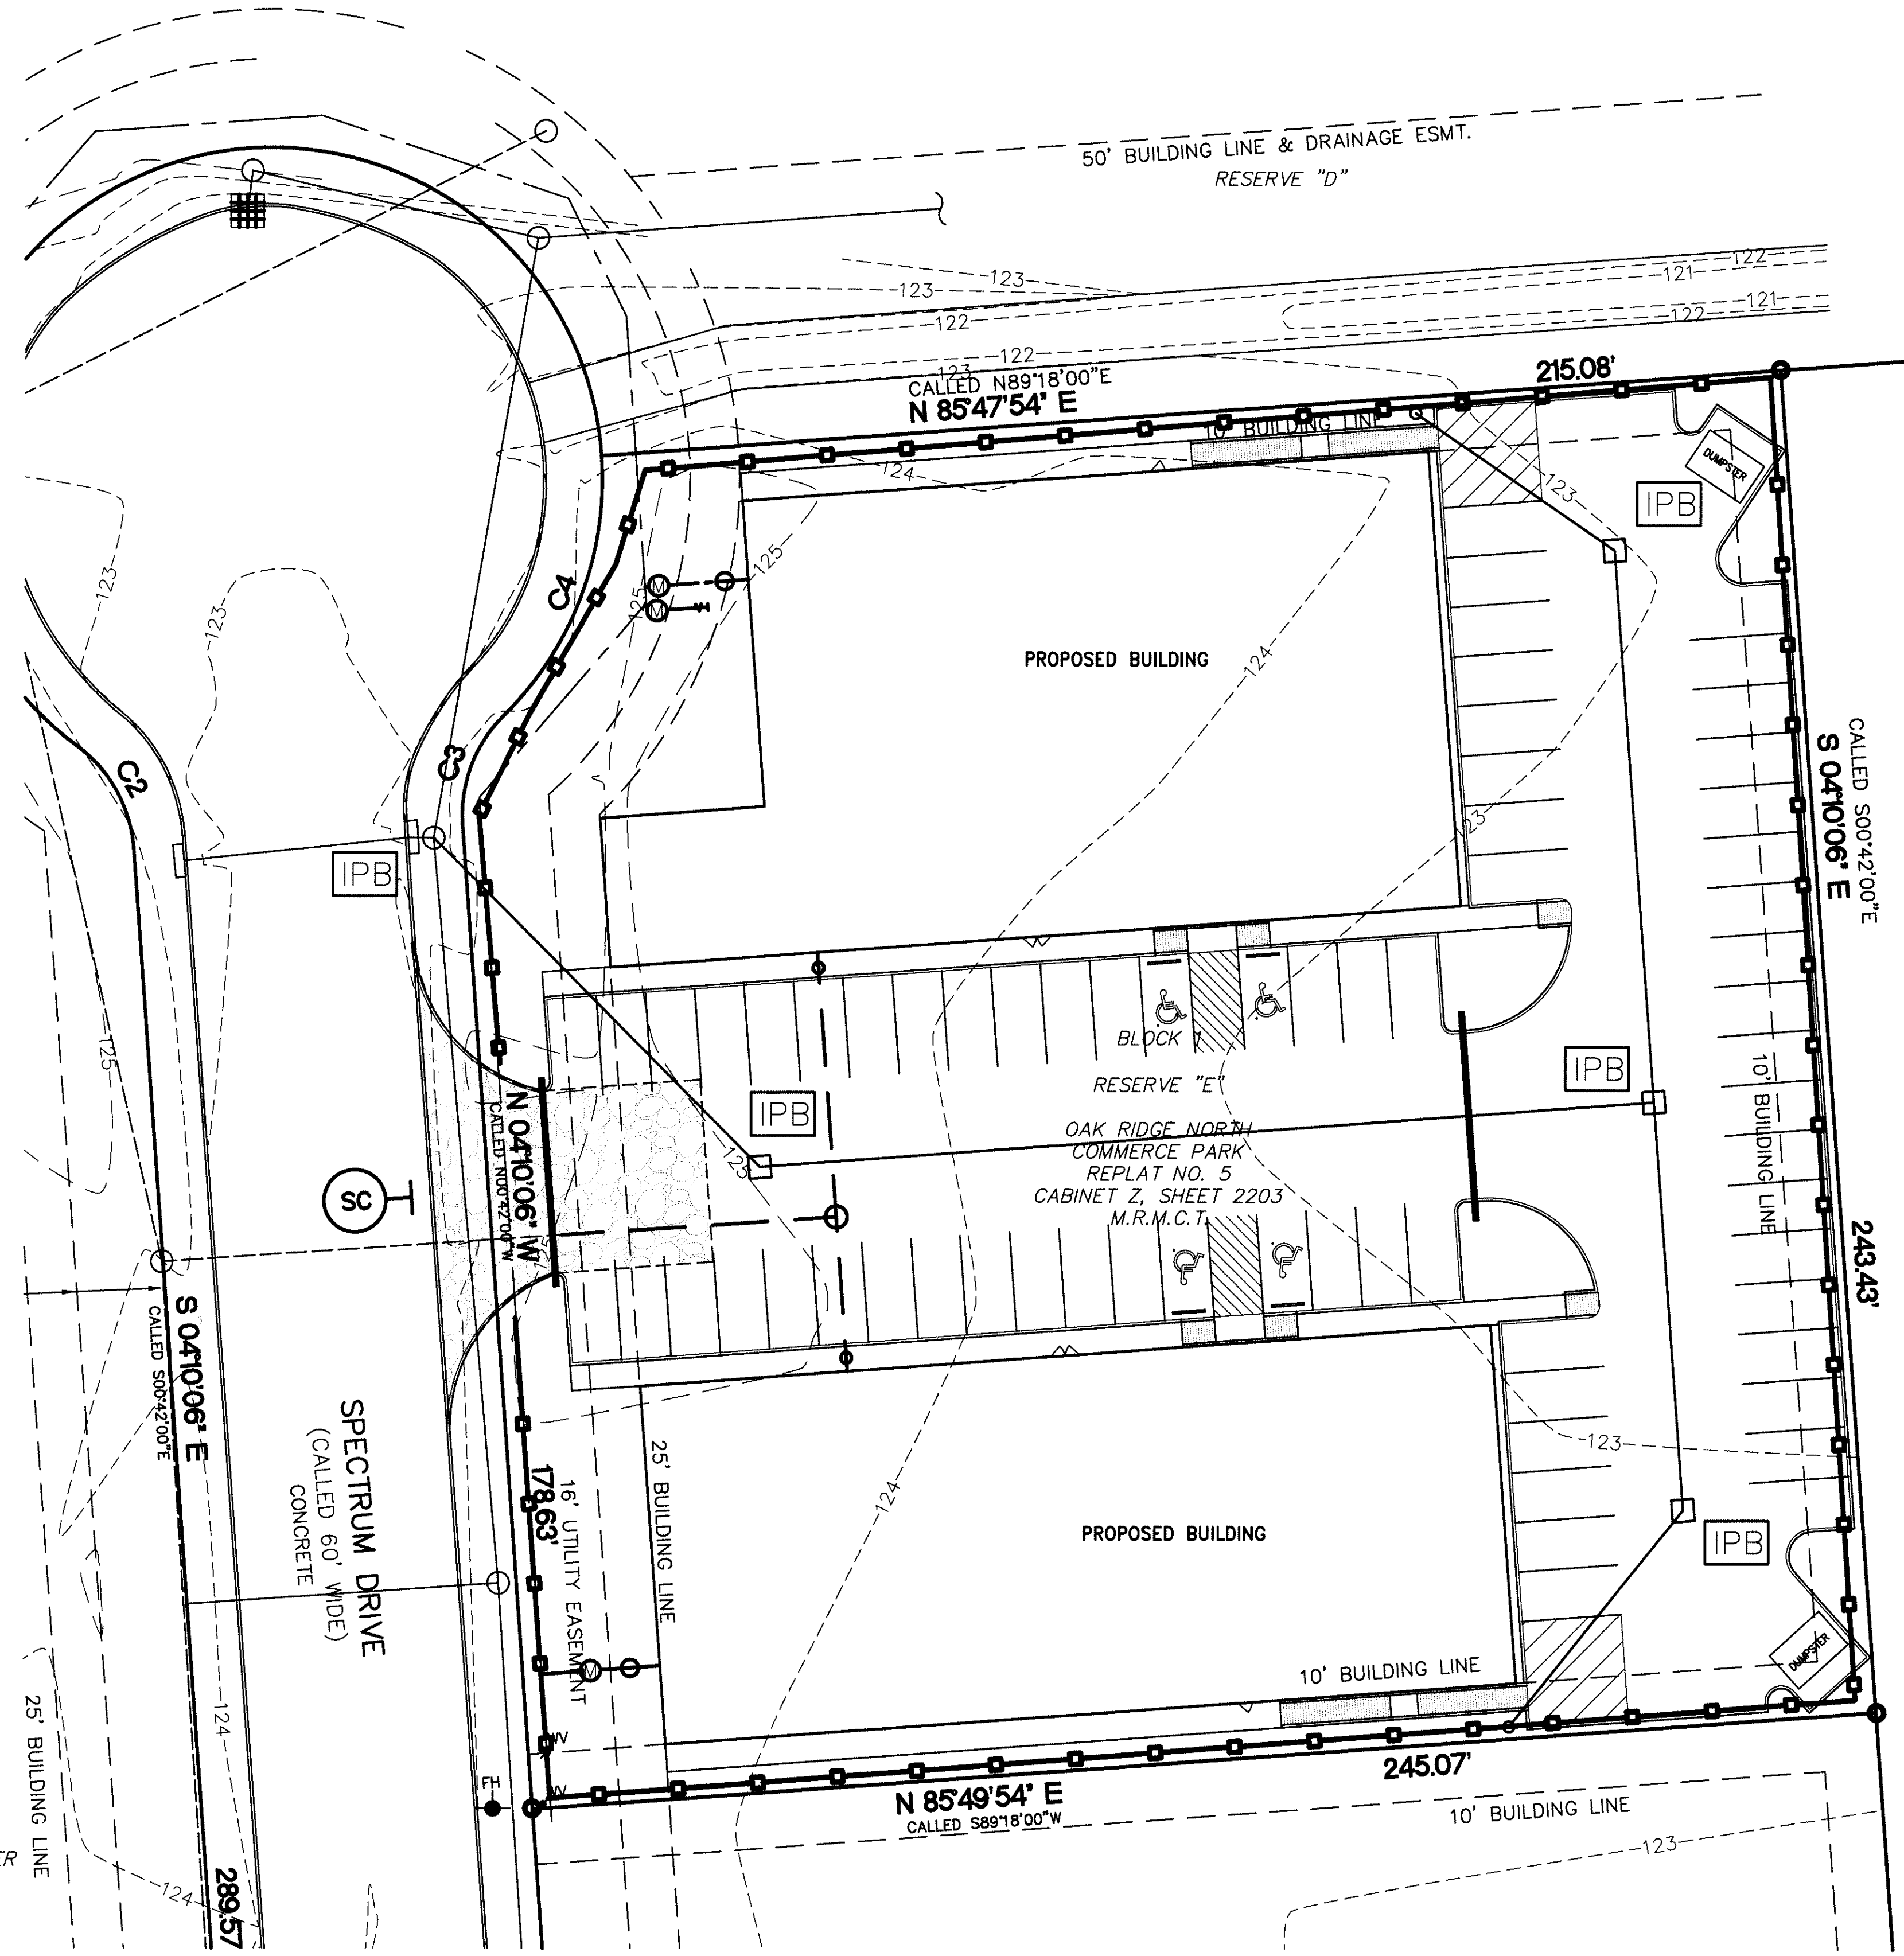 50' BUILDING LINE & DRAINAGE ESMT.
RESERVE "D"
122
121
121
122
123
123
122
122
123
CALLED N89°18'00"E
N 85°47'54" E
215.08'
10' BUILDING LINE
124
123
DUMPSTER
IPB
125
125
M
M
C4
123
123
PROPOSED BUILDING
124
123
CALLED S00°42'00"E
S 04°10'06" E
C2
C3
IPB
125
BLOCK 1
RESERVE "E"
OAK RIDGE NORTH
COMMERCE PARK
REPLAT NO. 5
CABINET Z, SHEET 2203
M.R.M.C.T.
IPB
IPB
10' BUILDING LINE
125
N 04°10'06" W
CALLED N00°42'00"W
125
SC
243.43'
S 04°10'06" E
CALLED S00°42'00"E
SPECTRUM DRIVE
(CALLED 60' WIDE)
CONCRETE
178.63'
16' UTILITY EASEMENT
25' BUILDING LINE
124
PROPOSED BUILDING
123
IPB
DUMPSTER
M
10' BUILDING LINE
WV
WV
FH
245.07'
N 85°49'54" E
CALLED S89°18'00"W
10' BUILDING LINE
123
25' BUILDING LINE
124
124
289.57
ER